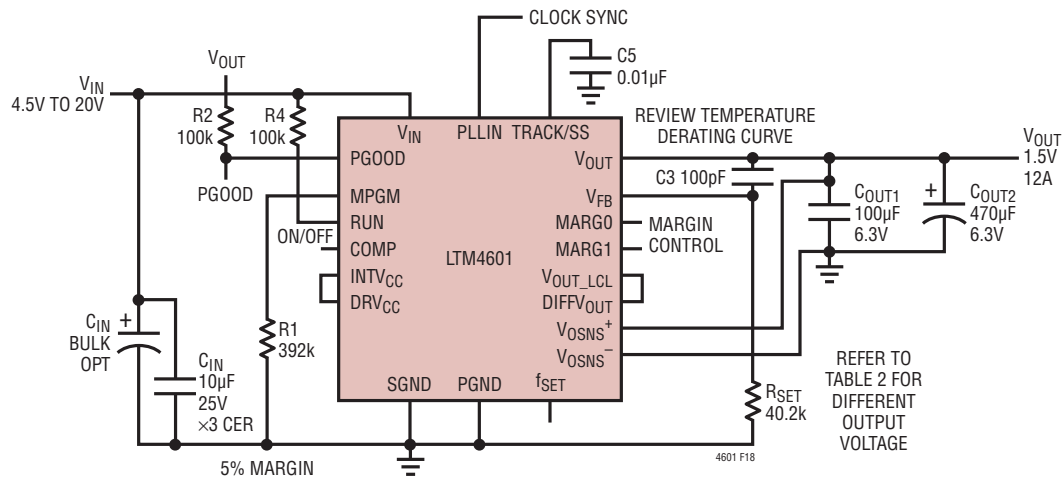 CLOCK SYNC
C5
0.01µF
VIN
4.5V TO 20V
VOUT
R2
100k
R4
100k
PGOOD
VIN
PLLIN
TRACK/SS
REVIEW TEMPERATURE
DERATING CURVE
PGOOD
MPGM
RUN
COMP
INTVCC
DRVCC
ON/OFF
LTM4601
VOUT
VFB
MARG0
MARG1
VOUT_LCL
DIFFVOUT
VOSNS+
VOSNS−
SGND
PGND
fSET
C3 100pF
MARGIN
CONTROL
VOUT
1.5V
12A
COUT1
100µF
6.3V
+
COUT2
470µF
6.3V
CIN
BULK
OPT
+
CIN
10µF
25V
×3 CER
R1
392k
5% MARGIN
RSET
40.2k
REFER TO
TABLE 2 FOR
DIFFERENT
OUTPUT
VOLTAGE
4601 F18